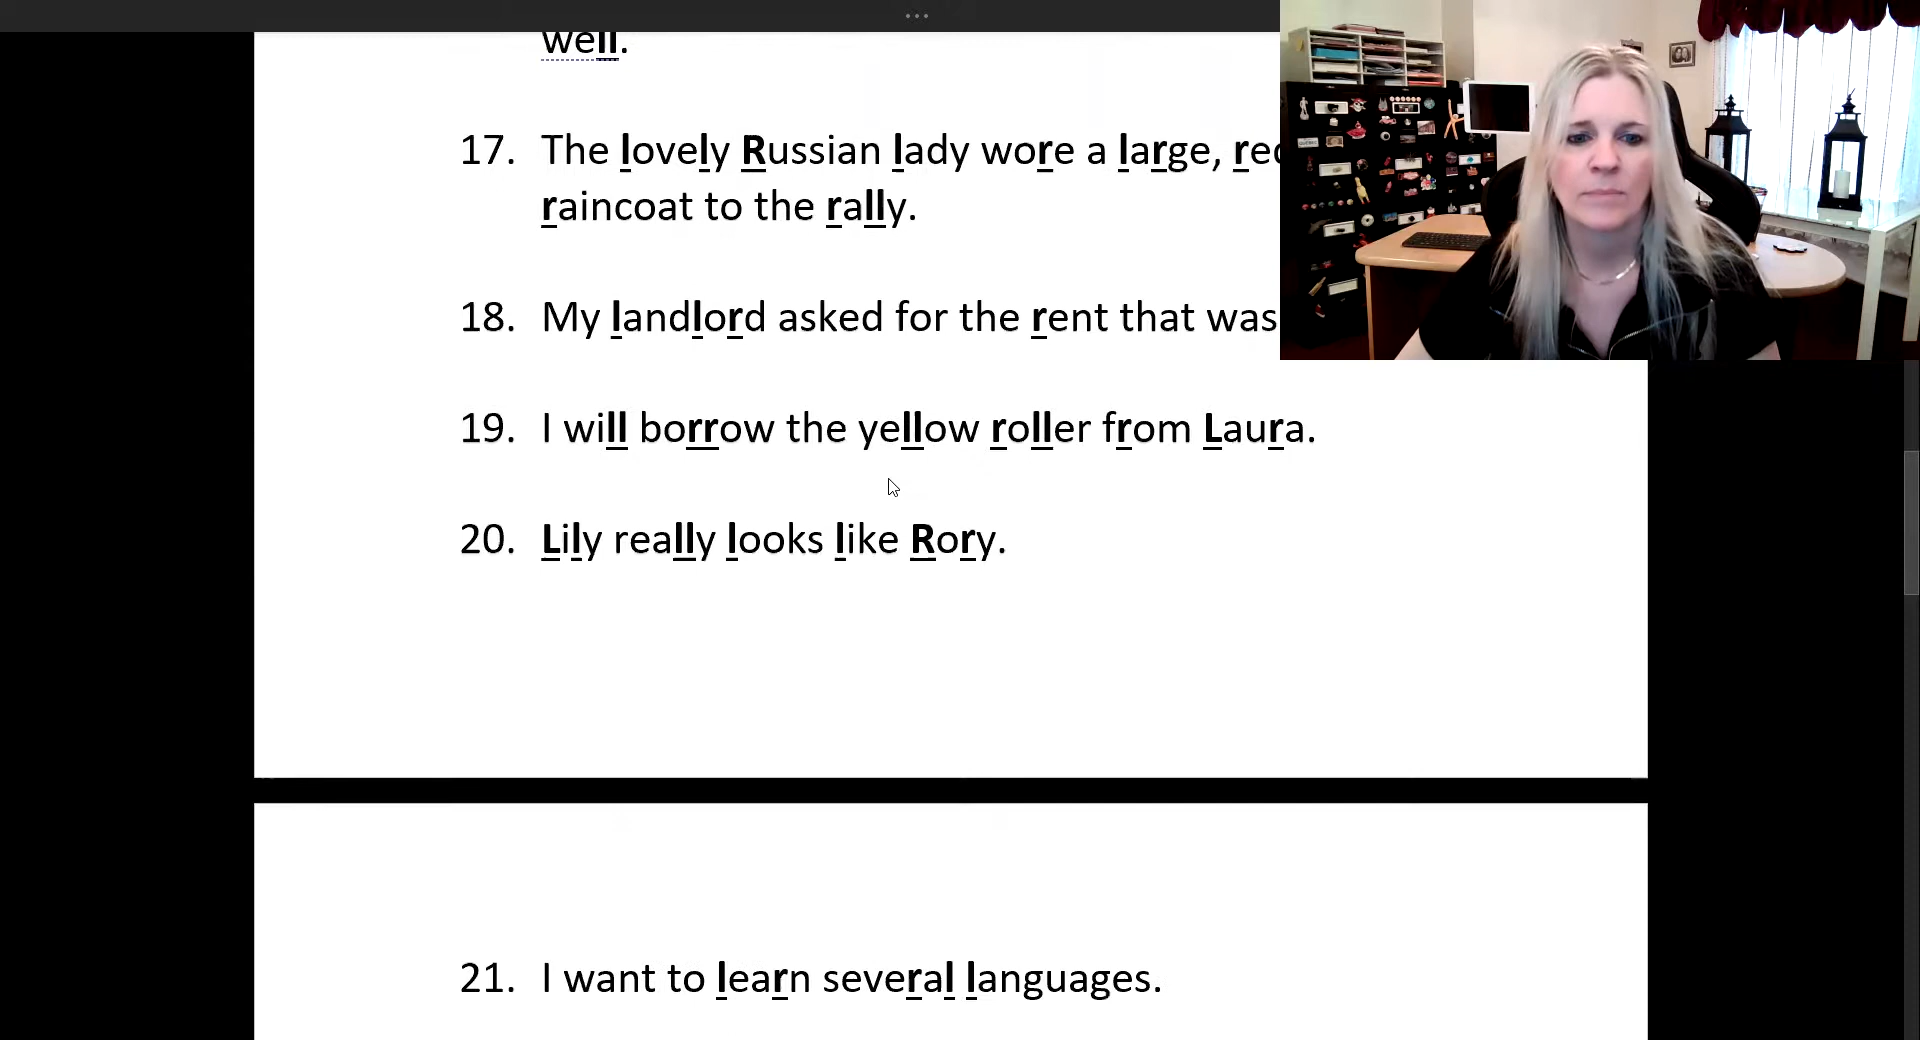 well.
17. The lovely Russian lady wore a large, red
raincoat to the rally.
18. My landlord asked for the rent that was
19. I will borrow the yellow roller from Laura.
20. Lily really looks like Rory.
21. I want to learn several languages.